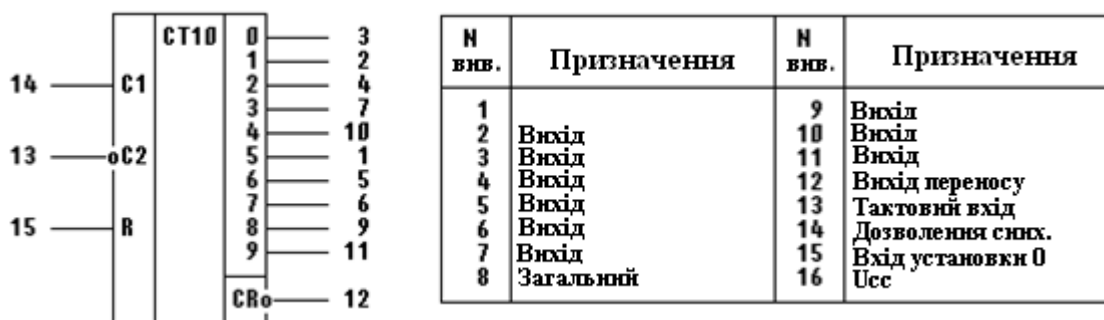 CT10 0 3
1 2
14 C1 2 4
3 7
4 10
13 C2 5 1
6 5
7 6
15 R 8 9
9 11
CR 12
N вив. Призначення N вив. Призначення
1 9 Вихід
2 Вихід 10 Вихід
3 Вихід 11 Вихід
4 Вихід 12 Вихід переносу
5 Вихід 13 Тактовий вхід
6 Вихід 14 Дозволення синх.
7 Вихід 15 Вхід установки 0
8 Загальний 16 Ucc